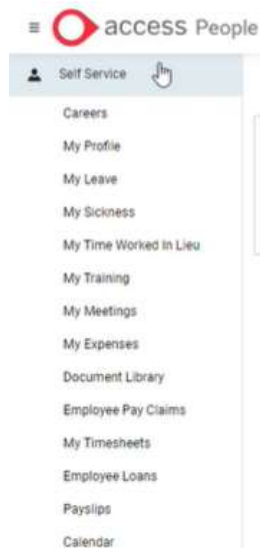 access People
Self Service
Careers
My Profile
My Leave
My Sickness
My Time Worked In Lieu
My Training
My Meetings
My Expenses
Document Library
Employee Pay Claims
My Timesheets
Employee Loans
Payslips
Calendar